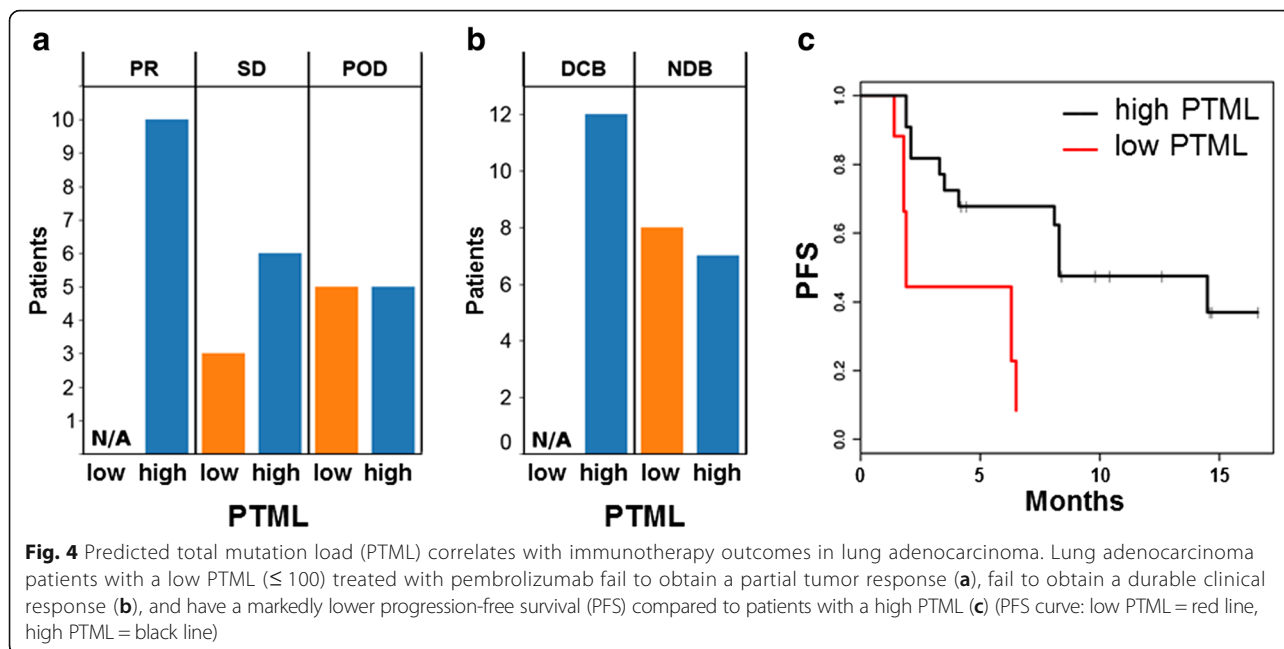 a
PR SD POD
10
9
8
7
6
5
4
3
2
1
Patients
N/A
low high low high low high
PTML
b
DCB NDB
12
10
8
6
4
2
0
Patients
N/A
low high low high
PTML
c
high PTML
low PTML
1.0
0.8
0.6
0.4
0.2
0.0
PFS
0 5 10 15
Months
Fig. 4 Predicted total mutation load (PTML) correlates with immunotherapy outcomes in lung adenocarcinoma. Lung adenocarcinoma
patients with a low PTML (≤ 100) treated with pembrolizumab fail to obtain a partial tumor response (a), fail to obtain a durable clinical
response (b), and have a markedly lower progression-free survival (PFS) compared to patients with a high PTML (c) (PFS curve: low PTML = red line,
high PTML = black line)